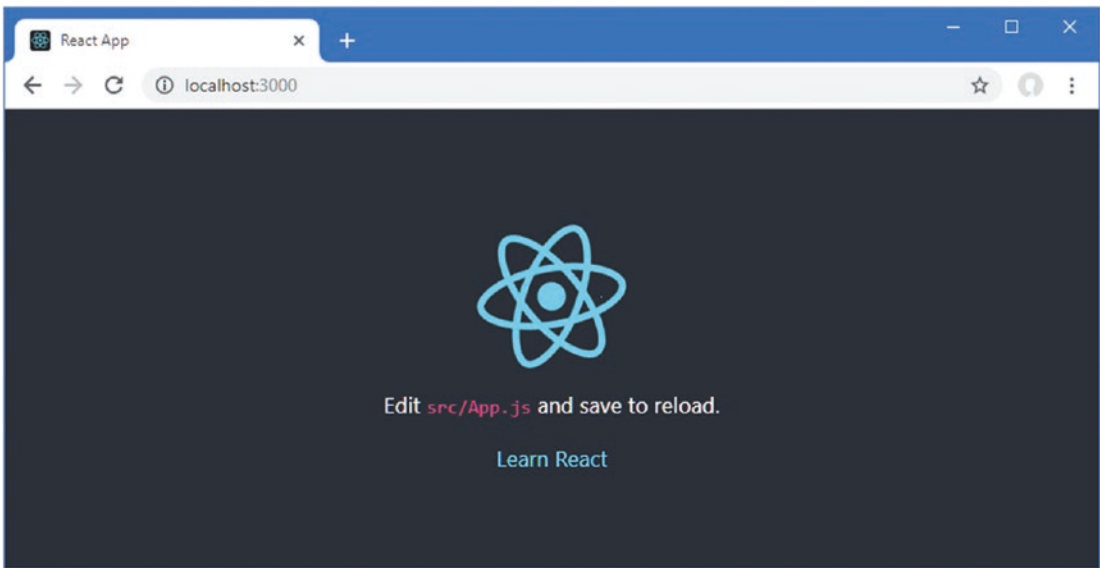 React App
localhost:3000
Edit src/App.js and save to reload.
Learn React